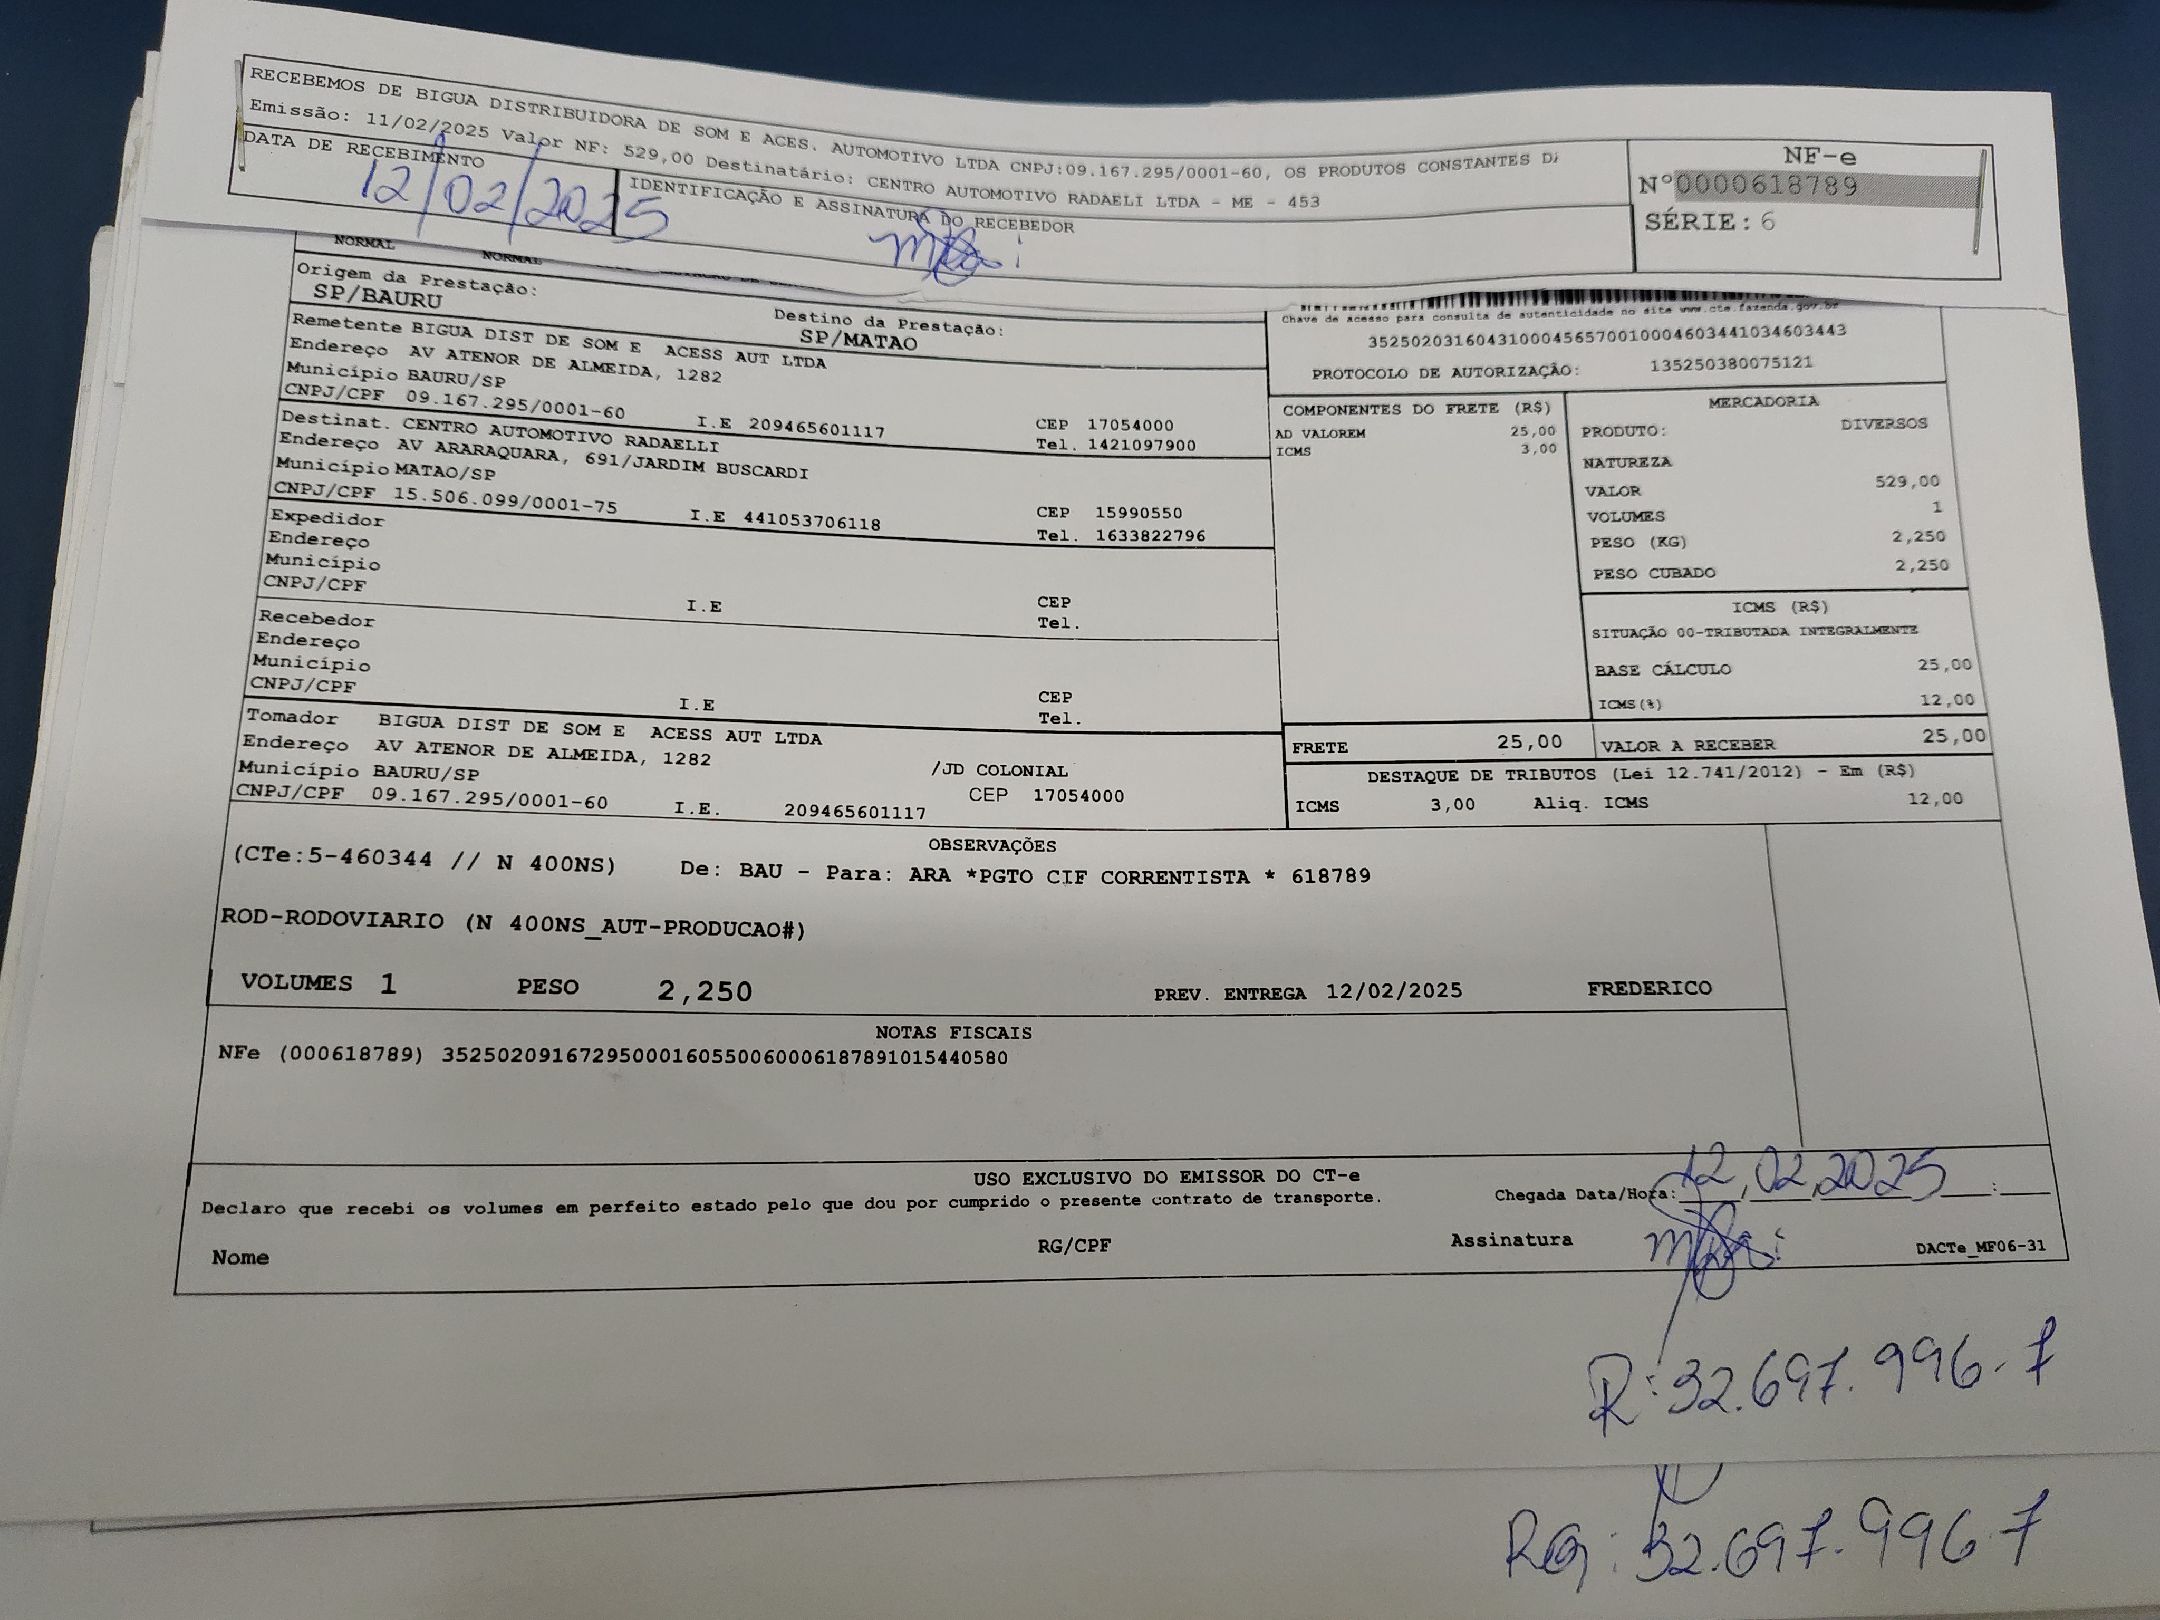 RECEBEMOS DE BIGUA DISTRIBUIDORA DE SOM E ACES. AUTOMOTIVO LTDA CNPJ:09.167.295/0001-60, OS PRODUTOS CONSTANTES
Emissão: 11/02/2025 Valor NF: 529,00 Destinatário: CENTRO AUTOMOTIVO RADAELI LTDA - ME - 453
DATA DE RECEBIMENTO
12/02/2025
IDENTIFICAÇÃO E ASSINATURA DO RECEBEDOR
NF-e
Nº0000618789
SÉRIE: 6
NORMAL NORMAL
Origem da Prestação:
SP/BAURU
Destino da Prestação:
SP/MATAO
Remetente BIGUA DIST DE SOM E ACESS AUT LTDA
Endereço AV ATENOR DE ALMEIDA, 1282
Município BAURU/SP
CNPJ/CPF 09.167.295/0001-60 I.E 209465601117
CEP 17054000
Tel. 1421097900
Destinat. CENTRO AUTOMOTIVO RADAELLI
Endereço AV ARARAQUARA, 691/JARDIM BUSCARDI
Município MATAO/SP
CNPJ/CPF 15.506.099/0001-75 I.E 441053706118
CEP 15990550
Tel. 1633822796
Expedidor
Endereço
Município
CNPJ/CPF
I.E
CEP
Tel.
Recebedor
Endereço
Município
CNPJ/CPF
I.E
CEP
Tel.
Tomador BIGUA DIST DE SOM E ACESS AUT LTDA
Endereço AV ATENOR DE ALMEIDA, 1282 /JD COLONIAL
Município BAURU/SP CEP 17054000
CNPJ/CPF 09.167.295/0001-60 I.E. 209465601117
Chave de acesso para consulta de autenticidade no site www.cte.fazenda.gov.br
35250203160431000456570010004603441034603443
PROTOCOLO DE AUTORIZAÇÃO: 135250380075121
COMPONENTES DO FRETE (R$)
AD VALOREM 25,00
ICMS 3,00
MERCADORIA
PRODUTO: DIVERSOS
NATUREZA
VALOR 529,00
VOLUMES 1
PESO (KG) 2,250
PESO CUBADO 2,250
ICMS (R$)
SITUAÇÃO 00-TRIBUTADA INTEGRALMENTE
BASE CÁLCULO 25,00
ICMS(%) 12,00
FRETE 25,00 VALOR A RECEBER 25,00
DESTAQUE DE TRIBUTOS (Lei 12.741/2012) - Em (R$)
ICMS 3,00 Aliq. ICMS 12,00
OBSERVAÇÕES
(CTe:5-460344 // N 400NS) De: BAU - Para: ARA *PGTO CIF CORRENTISTA * 618789
ROD-RODOVIARIO (N 400NS_AUT-PRODUCAO#)
VOLUMES 1 PESO 2,250 PREV. ENTREGA 12/02/2025 FREDERICO
NOTAS FISCAIS
NFe (000618789) 35250209167295000160550060006187891015440580
USO EXCLUSIVO DO EMISSOR DO CT-e
Declaro que recebi os volumes em perfeito estado pelo que dou por cumprido o presente contrato de transporte.
Chegada Data/Hora: 12,02,2025
Nome RG/CPF Assinatura
DACTe_MF06-31
R:32.697.996-7
RG:32.697.996-7